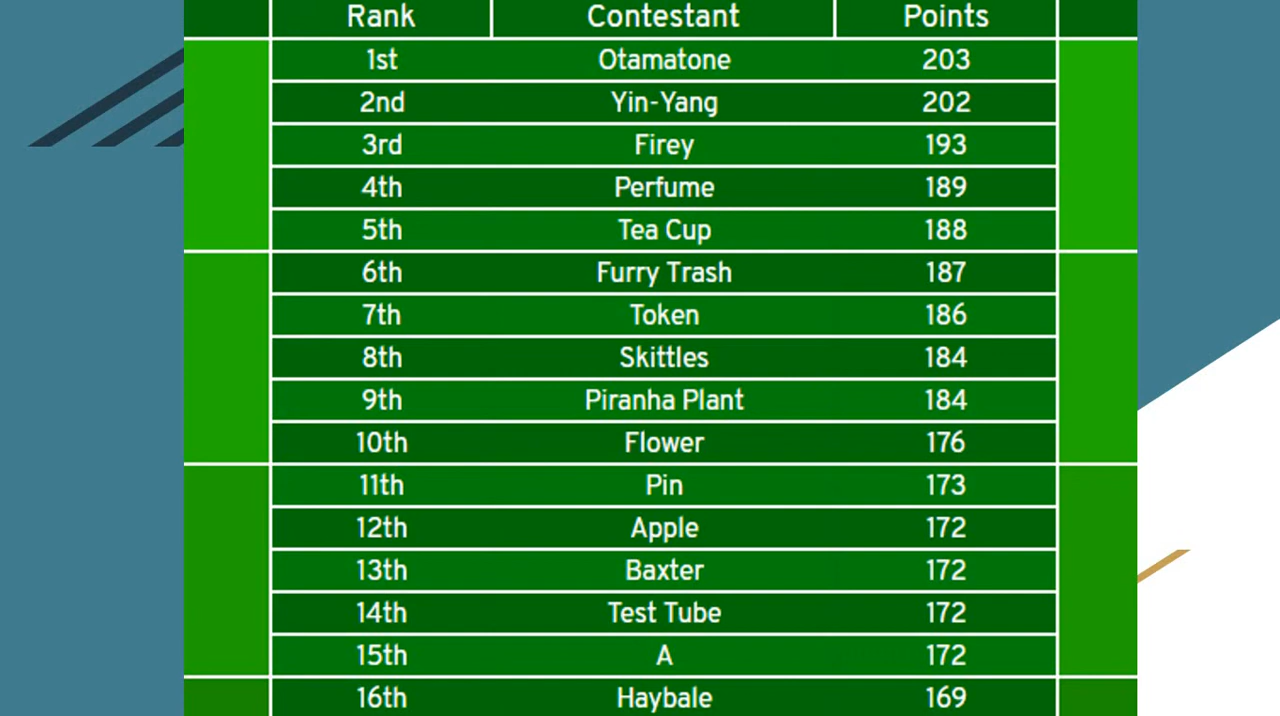 Rank Contestant Points
1st Otamatone 203
2nd Yin-Yang 202
3rd Firey 193
4th Perfume 189
5th Tea Cup 188
6th Furry Trash 187
7th Token 186
8th Skittles 184
9th Piranha Plant 184
10th Flower 176
11th Pin 173
12th Apple 172
13th Baxter 172
14th Test Tube 172
15th A 172
16th Haybale 169